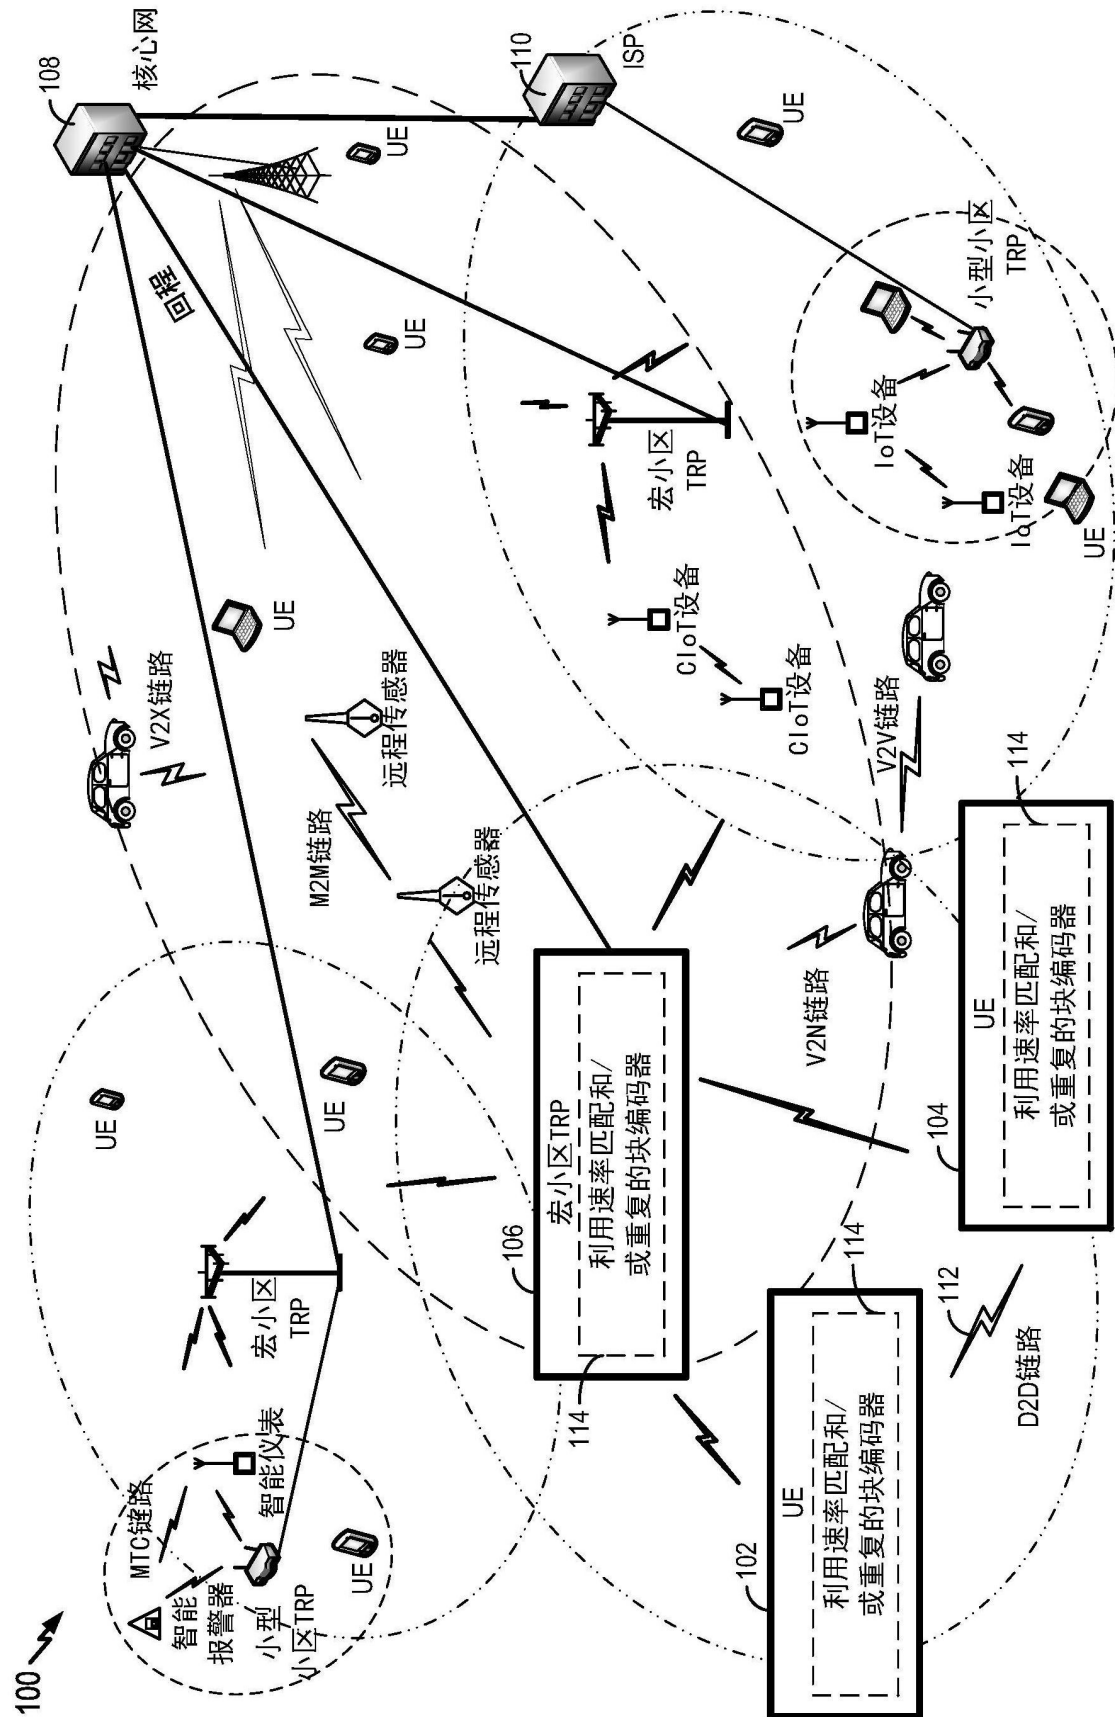 100
108
核心网
UE
MTC链路
V2X链路
回程
智能
报警器
小型
小区TRP
智能仪表
宏小区
TRP
UE
M2M链路
UE
UE
远程传感器
UE
UE
远程传感器
106
110
宏小区TRP
利用速率匹配和/
或重复的块编码器
114
ISP
宏小区
TRP
CIoT设备
102
UE
利用速率匹配和/
或重复的块编码器
114
CIoT设备
V2N链路
V2V链路
IoT设备
112
104
UE
利用速率匹配和/
或重复的块编码器
114
小型小区
TRP
IoT设备
D2D链路
UE
UE